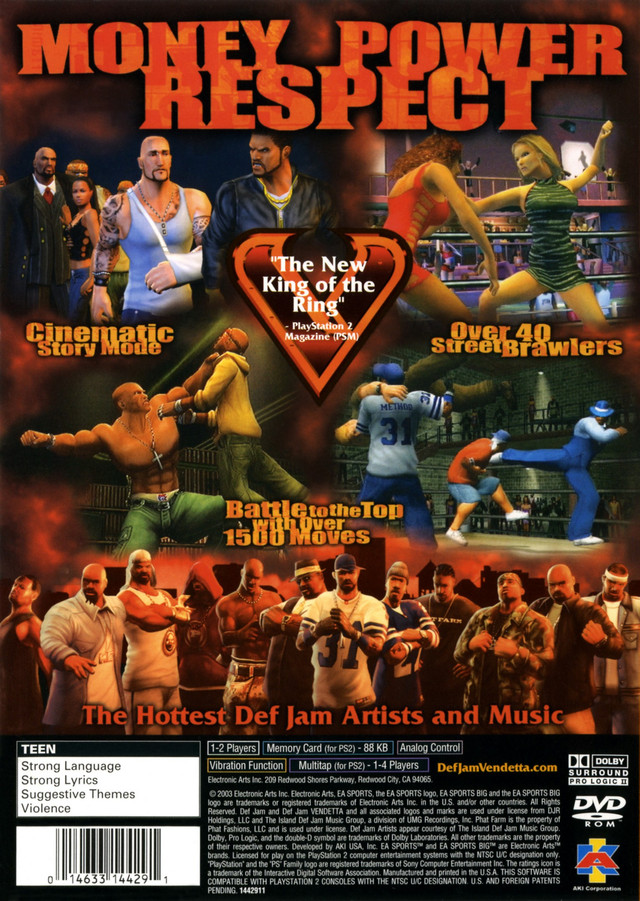 MONEY POWER
RESPECT
"The New
King of the
Ring"
- PlayStation 2
Magazine (PSM)
Cinematic
Story Mode
Over 40
Street Brawlers
METHOD
31
Battle to the Top
with Over
1500 Moves
37
The Hottest Def Jam Artists and Music
TEEN
Strong Language
Strong Lyrics
Suggestive Themes
Violence
1-2 Players
Memory Card (for PS2) - 88 KB
Analog Control
Vibration Function
Multitap (for PS2) - 1-4 Players
DefJamVendetta.com
Electronic Arts Inc. 209 Redwood Shores Parkway, Redwood City, CA 94065.
© 2003 Electronic Arts Inc. Electronic Arts, EA SPORTS, the EA SPORTS logo, EA SPORTS BIG and the EA SPORTS BIG
logo are trademarks or registered trademarks of Electronic Arts Inc. in the U.S. and/or other countries. All Rights
Reserved. Def Jam and Def Jam VENDETTA and all associated logos and marks are used under license from DJR
Holdings, LLC and The Island Def Jam Music Group, a division of UMG Recordings, Inc. Phat Farm is the property of
Phat Fashions, LLC and is used under license. Def Jam Artists appear courtesy of The Island Def Jam Music Group.
Dolby, Pro Logic, and the double-D symbol are trademarks of Dolby Laboratories. All other trademarks are the property
of their respective owners. Developed by AKI USA, Inc. EA SPORTS™ and EA SPORTS BIG™ are Electronic Arts™
brands. Licensed for play on the PlayStation 2 computer entertainment systems with the NTSC U/C designation only.
"PlayStation" and the "PS" Family logo are registered trademarks of Sony Computer Entertainment Inc. The ratings icon is
a trademark of the Interactive Digital Software Association. Manufactured and printed in the U.S.A. THIS SOFTWARE IS
COMPATIBLE WITH PLAYSTATION 2 CONSOLES WITH THE NTSC U/C DESIGNATION. U.S. AND FOREIGN PATENTS
PENDING. 1442911
DOLBY
SURROUND
PRO LOGIC II
DVD
ROM
AKI Corporation
0 14633 14429 1